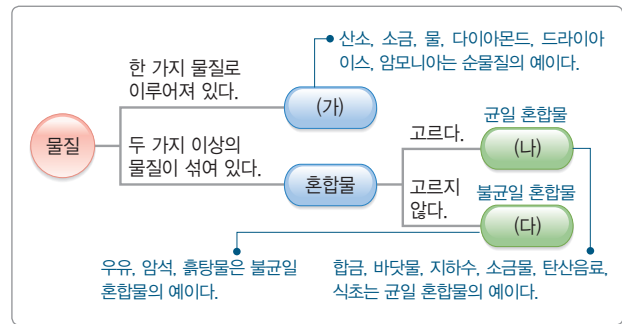 산소, 소금, 물, 다이아몬드, 드라이아
이스, 암모니아는 순물질의 예이다.
한 가지 물질로
이루어져 있다.
(가)
물질
두 가지 이상의
물질이 섞여 있다.
혼합물
고르다.
균일 혼합물
(나)
고르지
않다.
불균일 혼합물
(다)
우유, 암석, 흙탕물은 불균일
혼합물의 예이다.
합금, 바닷물, 지하수, 소금물, 탄산음료,
식초는 균일 혼합물의 예이다.